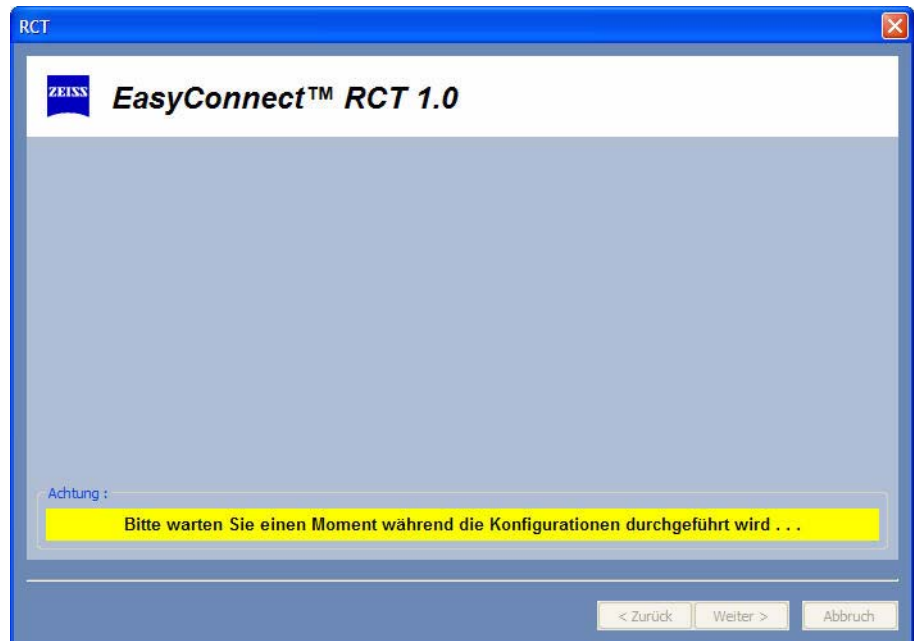 RCT
ZEISS
EasyConnect™ RCT 1.0
Achtung :
Bitte warten Sie einen Moment während die Konfigurationen durchgeführt wird . . .
< Zurück Weiter > Abbruch